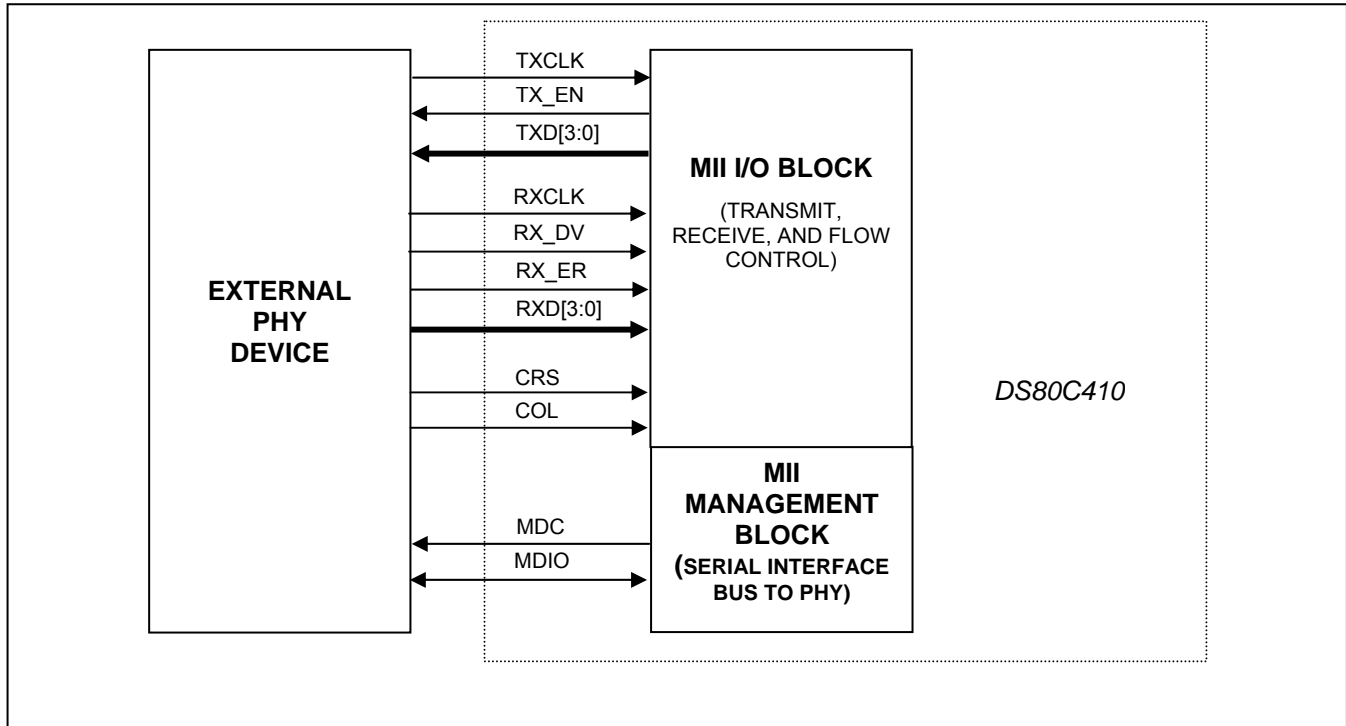 TXCLK
TX_EN
TXD[3:0]
RXCLK
RX_DV
RX_ER
RXD[3:0]
CRS
COL
MDC
MDIO
EXTERNAL
PHY
DEVICE
MII I/O BLOCK
(TRANSMIT,
RECEIVE, AND FLOW
CONTROL)
MII
MANAGEMENT
BLOCK
(SERIAL INTERFACE
BUS TO PHY)
DS80C410